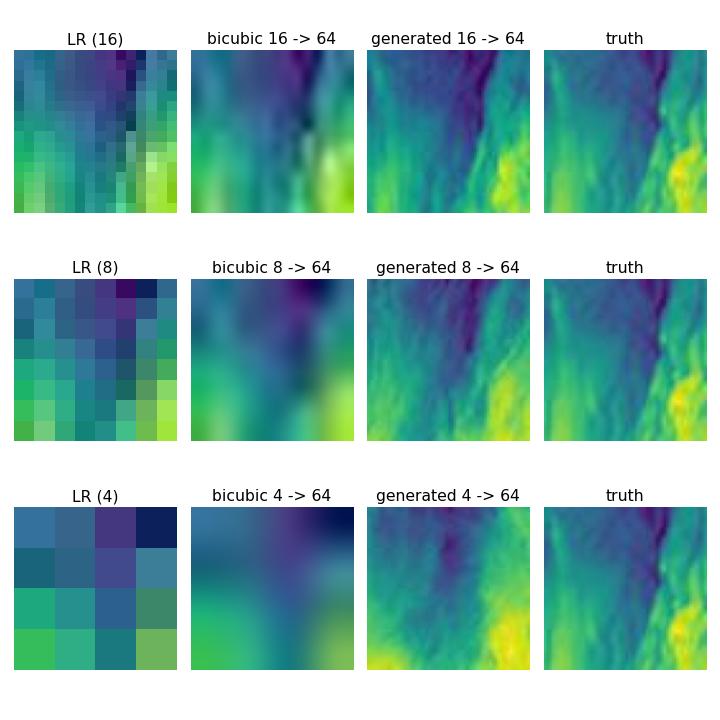 LR (16)
bicubic 16 -> 64
generated 16 -> 64
truth
LR (8)
bicubic 8 -> 64
generated 8 -> 64
truth
LR (4)
bicubic 4 -> 64
generated 4 -> 64
truth